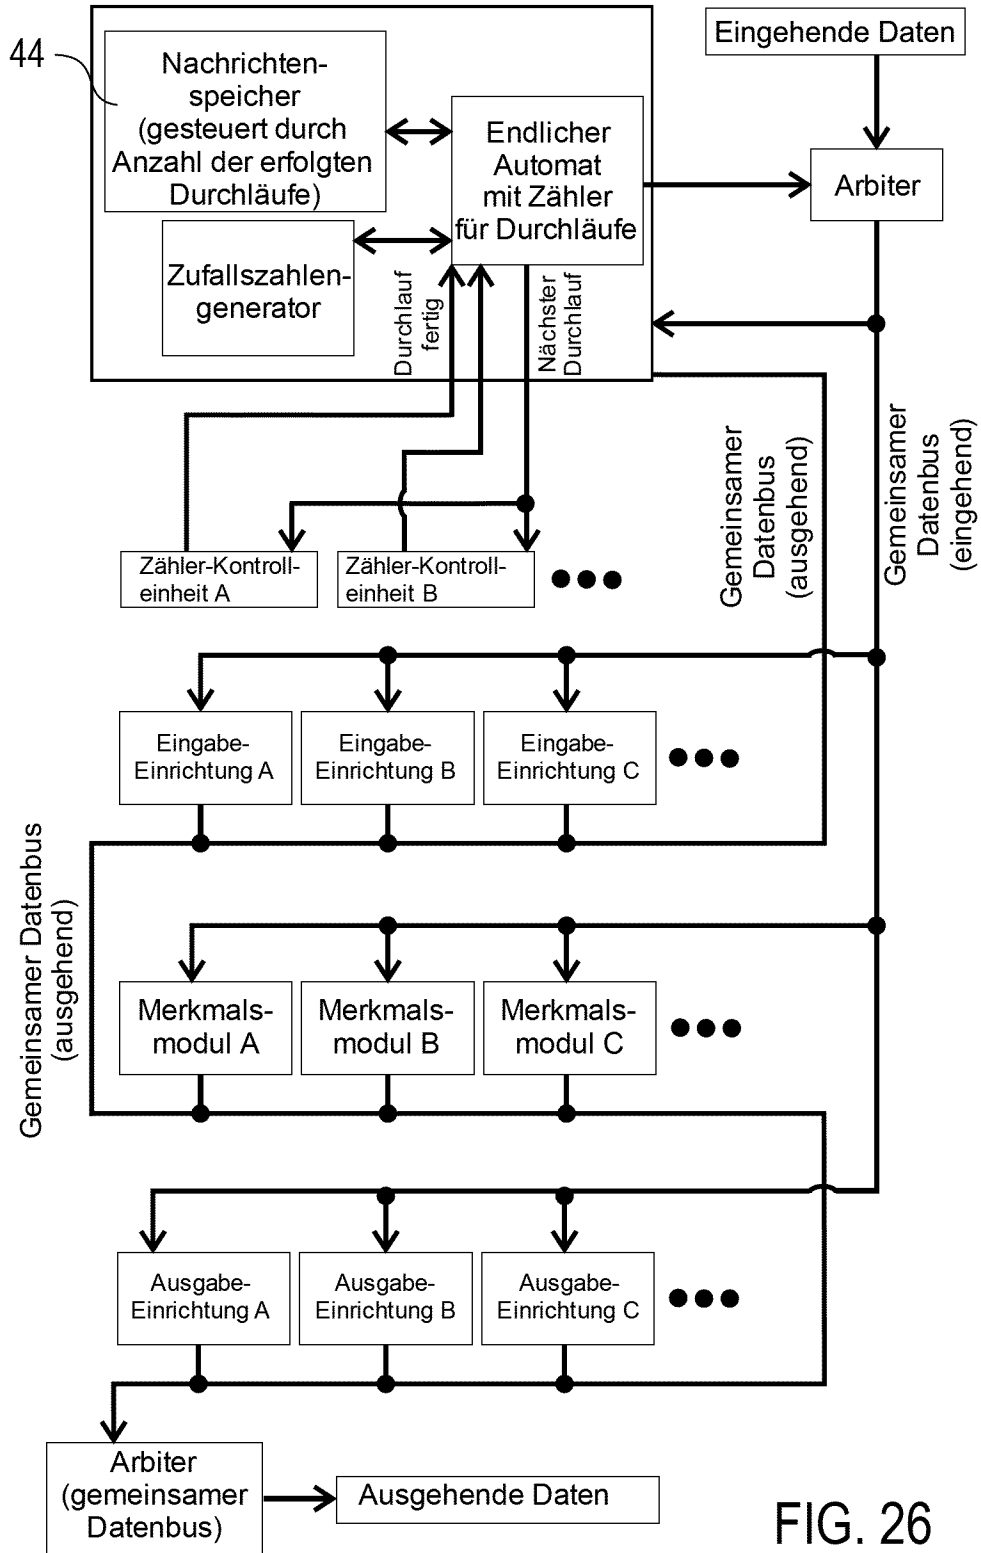 44
Nachrichten-
speicher
(gesteuert durch
Anzahl der erfolgten
Durchläufe)
Zufallszahlen-
generator
Endlicher
Automat
mit Zähler
für Durchläufe
Eingehende Daten
Arbiter
Durchlauf
fertig
Nächster
Durchlauf
Gemeinsamer
Datenbus
(ausgehend)
Gemeinsamer
Datenbus
(eingehend)
Zähler-Kontroll-
einheit A
Zähler-Kontroll-
einheit B
Eingabe-
Einrichtung A
Eingabe-
Einrichtung B
Eingabe-
Einrichtung C
Gemeinsamer Datenbus
(ausgehend)
Merkmals-
modul A
Merkmals-
modul B
Merkmals-
modul C
Ausgabe-
Einrichtung A
Ausgabe-
Einrichtung B
Ausgabe-
Einrichtung C
Arbiter
(gemeinsamer
Datenbus)
Ausgehende Daten
FIG. 26